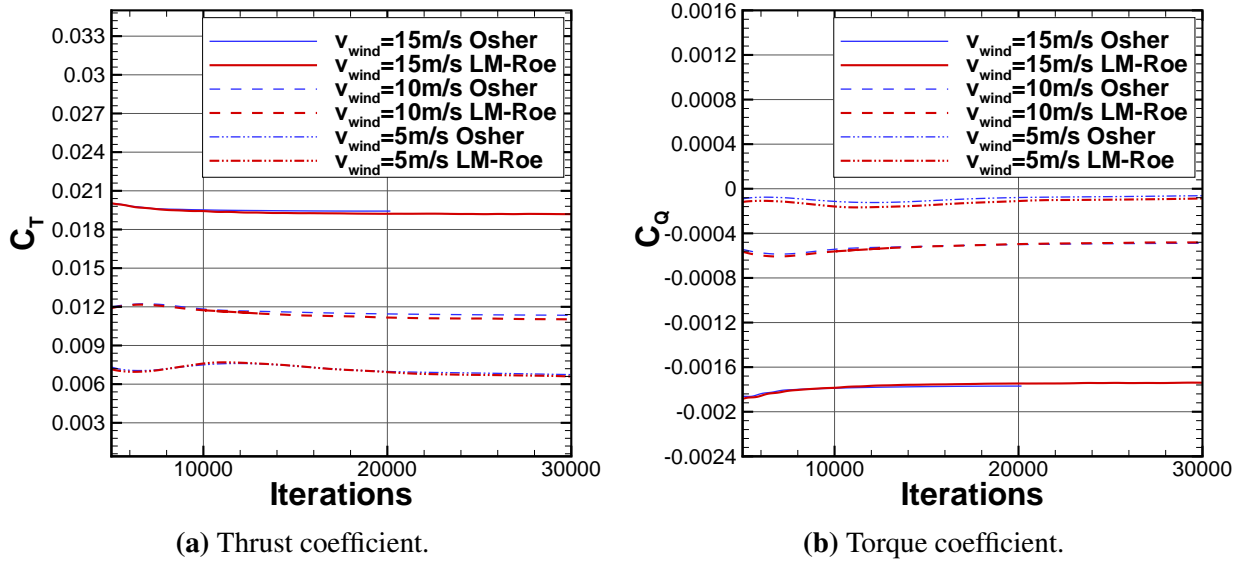 0.033
0.03
0.027
0.024
0.021
0.018
0.015
0.012
0.009
0.006
0.003
C_T
v_wind=15m/s Osher
v_wind=15m/s LM-Roe
v_wind=10m/s Osher
v_wind=10m/s LM-Roe
v_wind=5m/s Osher
v_wind=5m/s LM-Roe
10000 20000 30000
Iterations
(a) Thrust coefficient.
0.0016
0.0012
0.0008
0.0004
0
-0.0004
-0.0008
-0.0012
-0.0016
-0.002
-0.0024
C_Q
v_wind=15m/s Osher
v_wind=15m/s LM-Roe
v_wind=10m/s Osher
v_wind=10m/s LM-Roe
v_wind=5m/s Osher
v_wind=5m/s LM-Roe
10000 20000 30000
Iterations
(b) Torque coefficient.